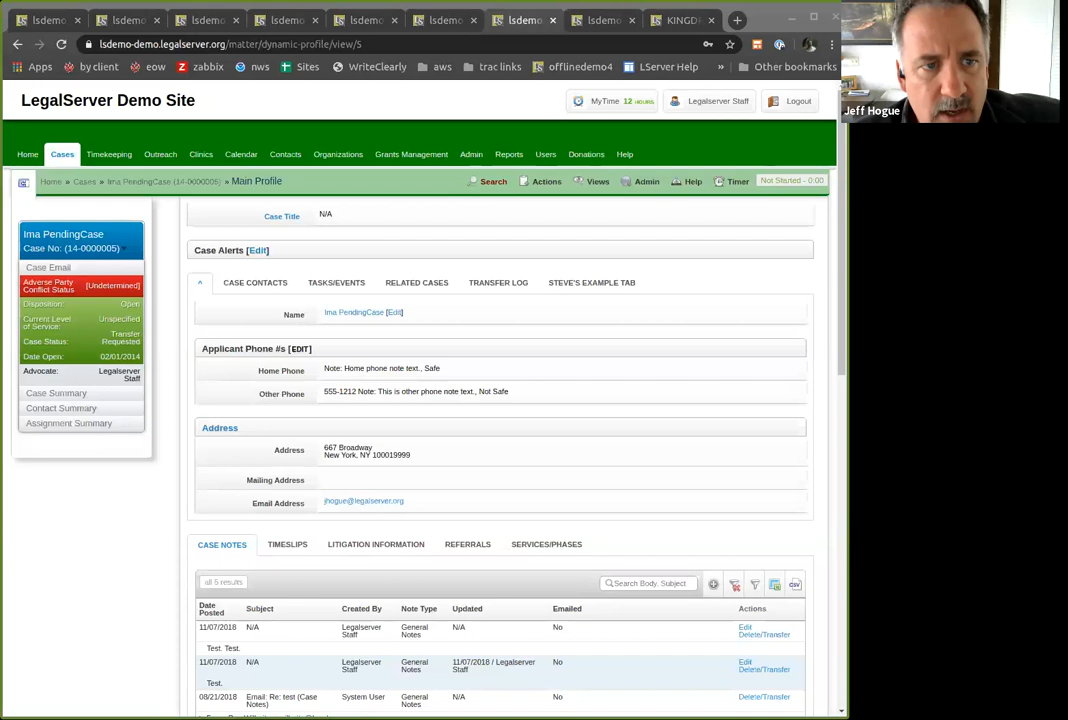 lsdemo × lsdemo × lsdemo × lsdemo × lsdemo × lsdemo × lsdemo × lsdemo × KINGD × +
lsdemo-demo.legalserver.org/matter/dynamic-profile/view/5
Apps by client eow zabbix nws Sites WriteClearly aws trac links offlinedemo4 LServer Help » Other bookmarks
Jeff Hogue
LegalServer Demo Site
MyTime 12 HOURS Legalserver Staff Logout
Home Cases Timekeeping Outreach Clinics Calendar Contacts Organizations Grants Management Admin Reports Users Donations Help
Home » Cases » Ima PendingCase (14-0000005) » Main Profile
Search Actions Views Admin Help Timer Not Started - 0:00
Ima PendingCase
Case No: (14-0000005)
Case Email
Adverse Party Conflict Status [Undetermined]
Disposition: Open
Current Level of Service: Unspecified
Case Status: Transfer Requested
Date Open: 02/01/2014
Advocate: Legalserver Staff
Case Summary
Contact Summary
Assignment Summary
Case Title N/A
Case Alerts [Edit]
^ CASE CONTACTS TASKS/EVENTS RELATED CASES TRANSFER LOG STEVE'S EXAMPLE TAB
Name Ima PendingCase [Edit]
Applicant Phone #s [EDIT]
Home Phone Note: Home phone note text., Safe
Other Phone 555-1212 Note: This is other phone note text., Not Safe
Address
Address 667 Broadway
New York, NY 100019999
Mailing Address
Email Address jhogue@legalserver.org
CASE NOTES TIMESLIPS LITIGATION INFORMATION REFERRALS SERVICES/PHASES
all 5 results Search Body. Subject CSV
Date Posted Subject Created By Note Type Updated Emailed Actions
11/07/2018 N/A Legalserver Staff General Notes N/A No Edit Delete/Transfer
Test. Test.
11/07/2018 N/A Legalserver Staff General Notes 11/07/2018 / Legalserver Staff No Edit Delete/Transfer
Test.
08/21/2018 Email: Re: test (Case Notes) System User General Notes N/A No Delete/Transfer